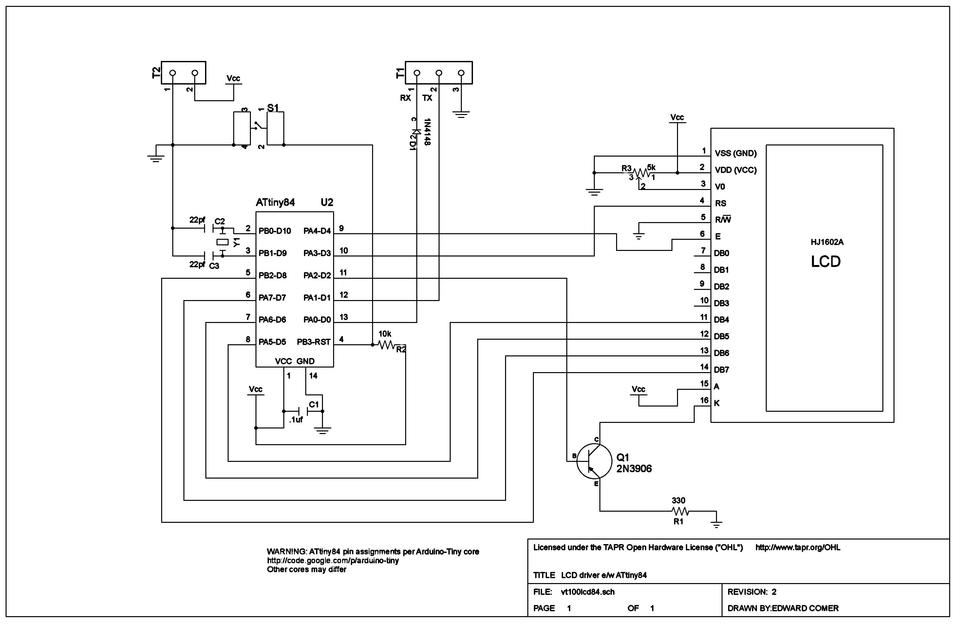 T2
1
2
Vcc
T1
1
2
3
RX
TX
C
1N4148
D1
S1
3
1
4
2
Vcc
R3
5k
3
1
2
1 VSS (GND)
2 VDD (VCC)
3 V0
4 RS
5 R/W
6 E
7 DB0
8 DB1
9 DB2
10 DB3
11 DB4
12 DB5
13 DB6
14 DB7
15 A
16 K
HJ1602A
LCD
ATtiny84 U2
22pf C2
Y1
22pf C3
2 PB0-D10 PA4-D4 9
3 PB1-D9 PA3-D3 10
5 PB2-D8 PA2-D2 11
6 PA7-D7 PA1-D1 12
7 PA6-D6 PA0-D0 13
8 PA5-D5 PB3-RST 4
VCC GND
1 14
10k
R2
Vcc
C1
.1uf
Vcc
C
B
E
Q1
2N3906
330
R1
WARNING: ATtiny84 pin assignments per Arduino-Tiny core
http://code.google.com/p/arduino-tiny
Other cores may differ
Licensed under the TAPR Open Hardware License ("OHL") http://www.tapr.org/OHL
TITLE LCD driver e/w ATtiny84
FILE: vt100lcd84.sch
REVISION: 2
PAGE 1 OF 1
DRAWN BY:EDWARD COMER